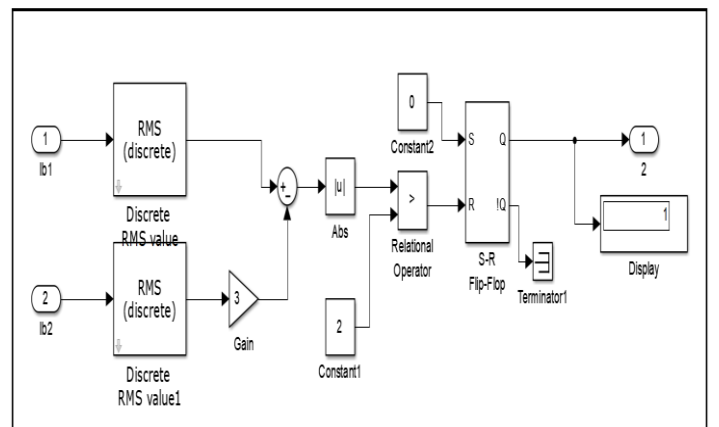 1
Ib1
RMS
(discrete)
Discrete
RMS value
2
Ib2
RMS
(discrete)
Discrete
RMS value1
3
Gain
+
-
|u|
Abs
2
Constant1
>
Relational
Operator
0
Constant2
S
Q
R
!Q
S-R
Flip-Flop
Terminator1
1
2
1
Display